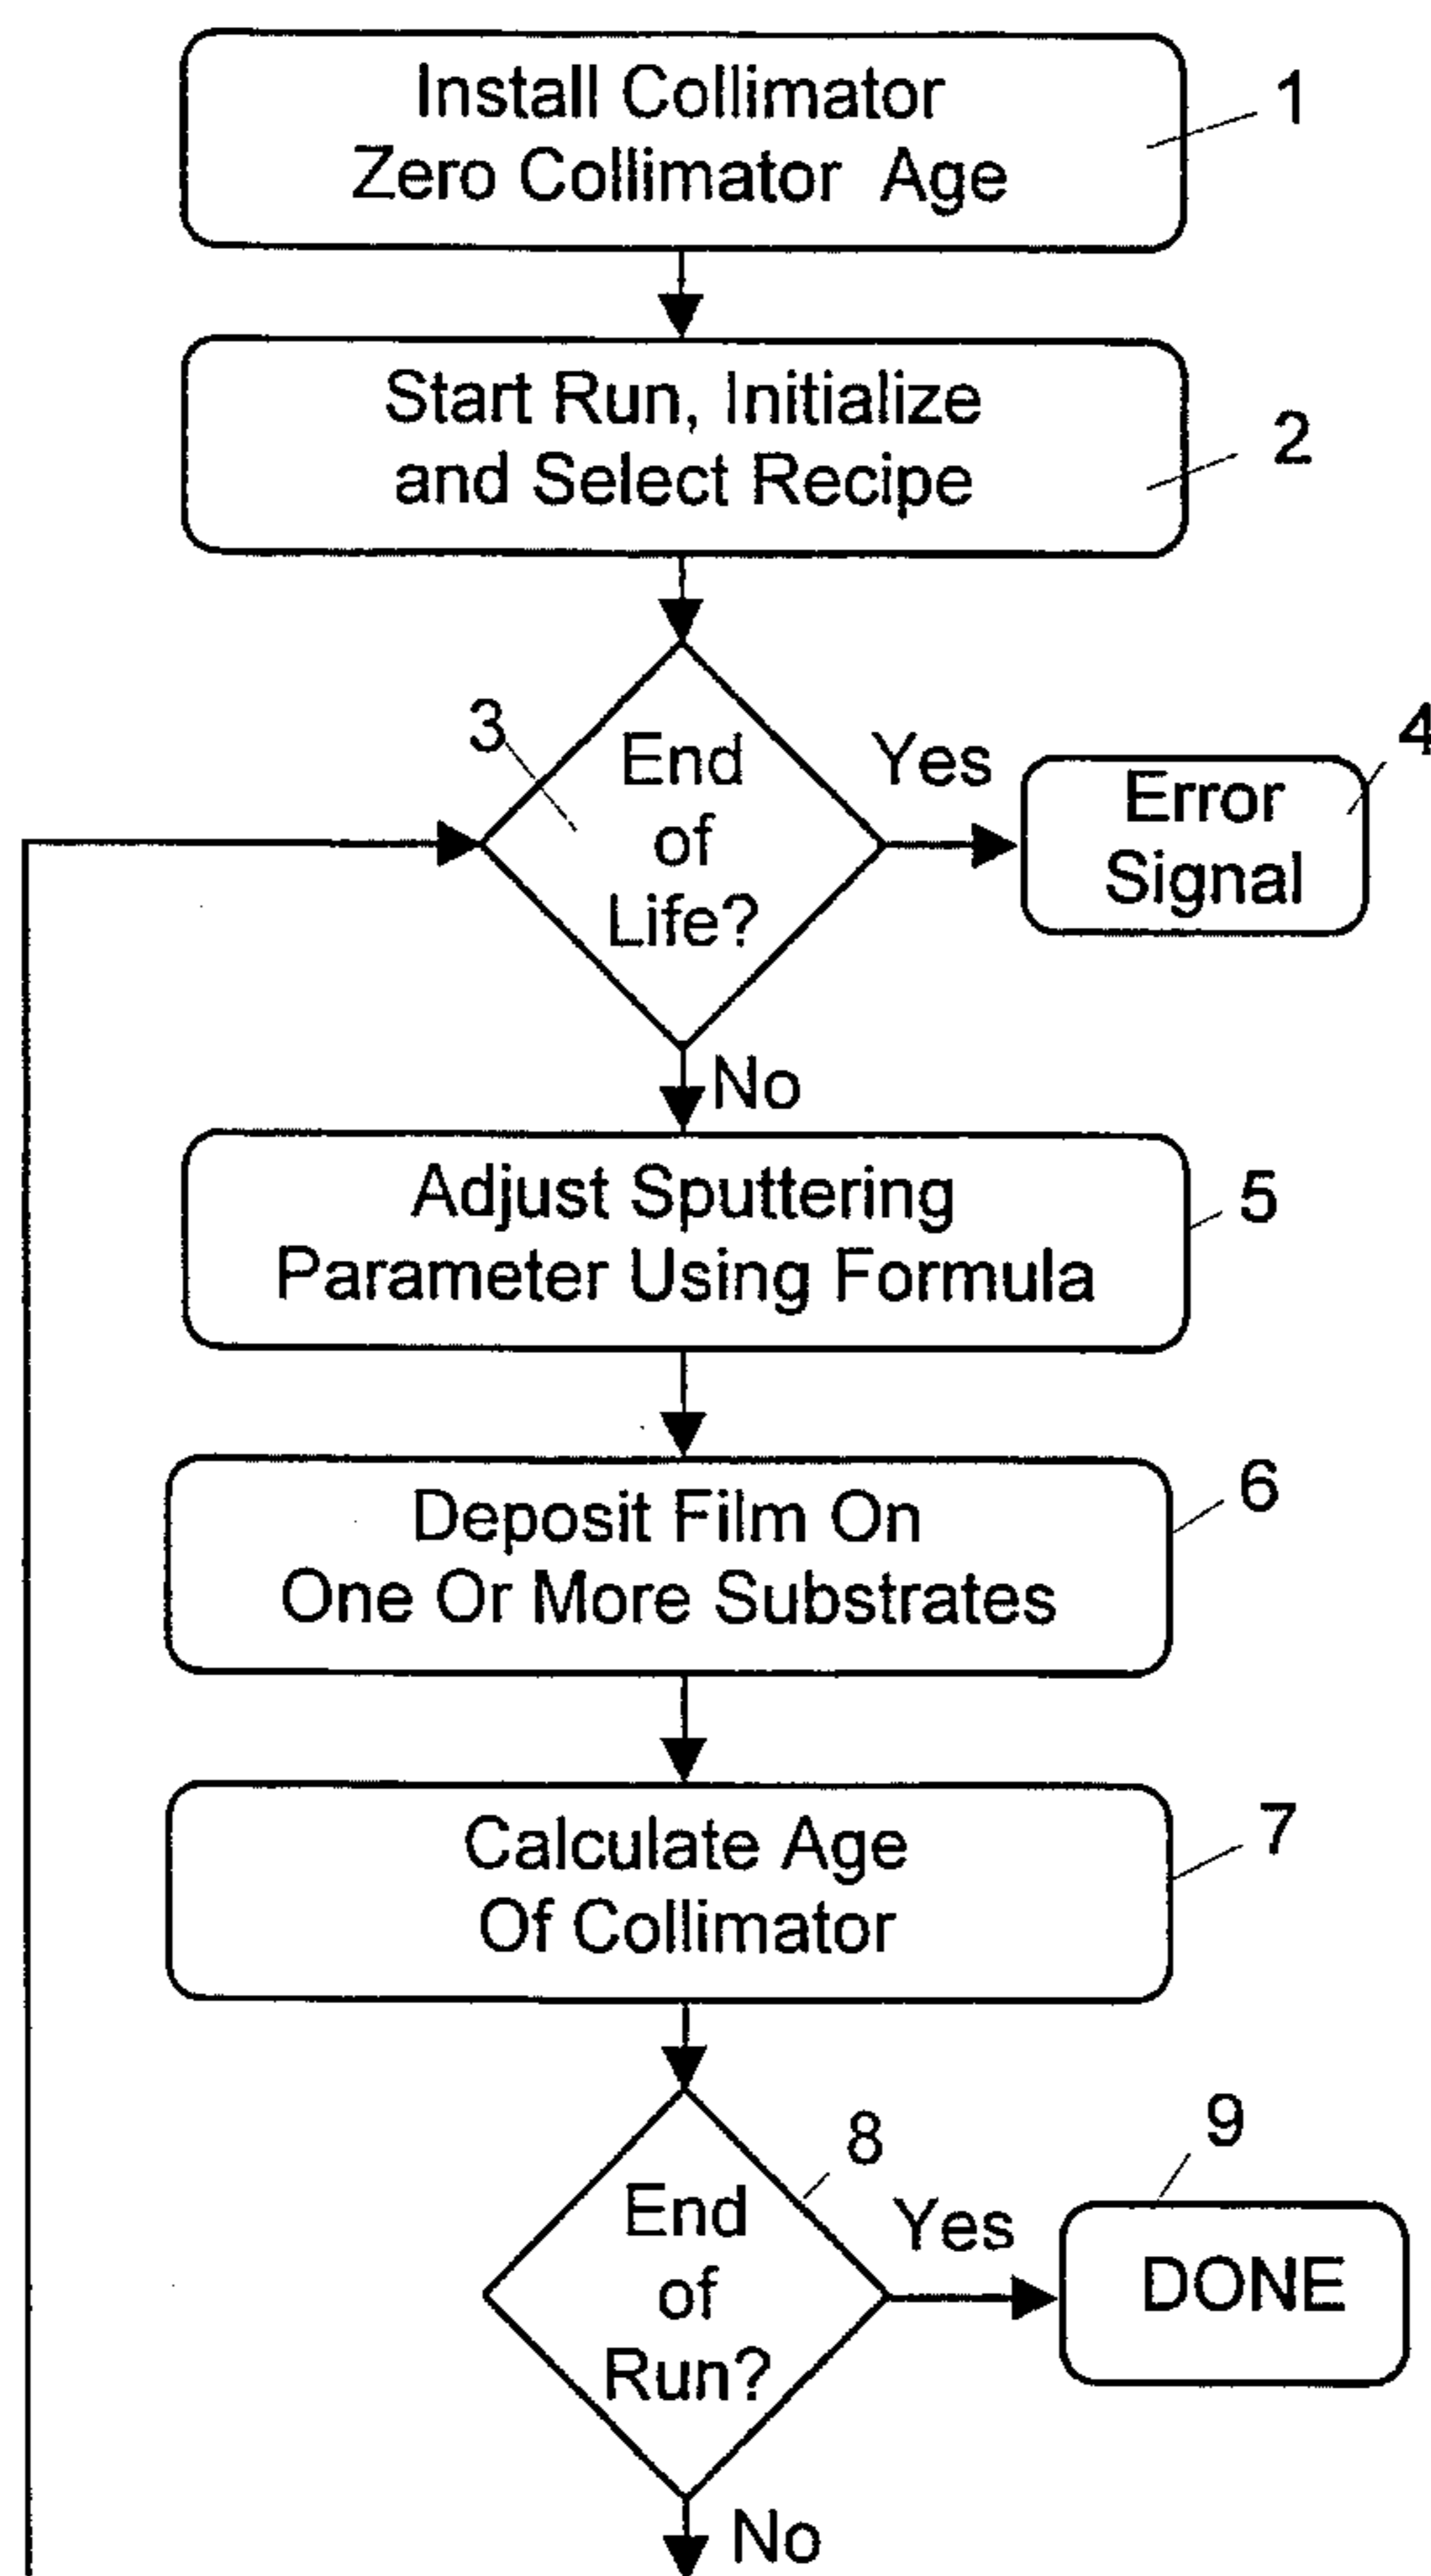 Install Collimator
Zero Collimator Age
1
Start Run, Initialize
and Select Recipe
2
3
End
of
Life?
Yes
Error
Signal
4
No
Adjust Sputtering
Parameter Using Formula
5
Deposit Film On
One Or More Substrates
6
Calculate Age
Of Collimator
7
8
End
of
Run?
Yes
9
DONE
No